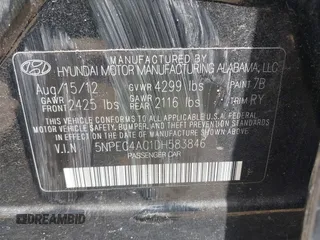 MANUFACTURED BY
HYUNDAI MOTOR MANUFACTURING ALABAMA, LLC
Aug/15/12 GVWR 4299 lbs PAINT 7B
GAWR FRONT 2425 lbs GAWR REAR 2116 lbs TRIM RY
THIS VEHICLE CONFORMS TO ALL APPLICABLE U.S. FEDERAL MOTOR VEHICLE SAFETY, BUMPER, AND THEFT PREVENTION STANDARDS IN EFFECT ON THE DATE OF MANUFACTURE SHOWN ABOVE.
V.I.N 5NPEC4AC1DH583846
PASSENGER CAR
AUTOBIDMASTER